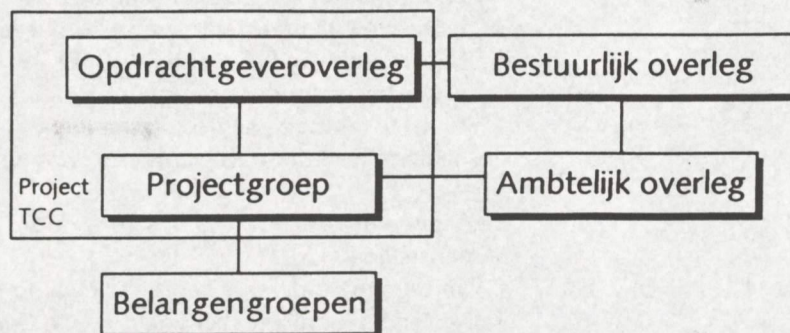 Opdrachtgeveroverleg
Bestuurlijk overleg
Project
TCC
Projectgroep
Ambtelijk overleg
Belangengroepen